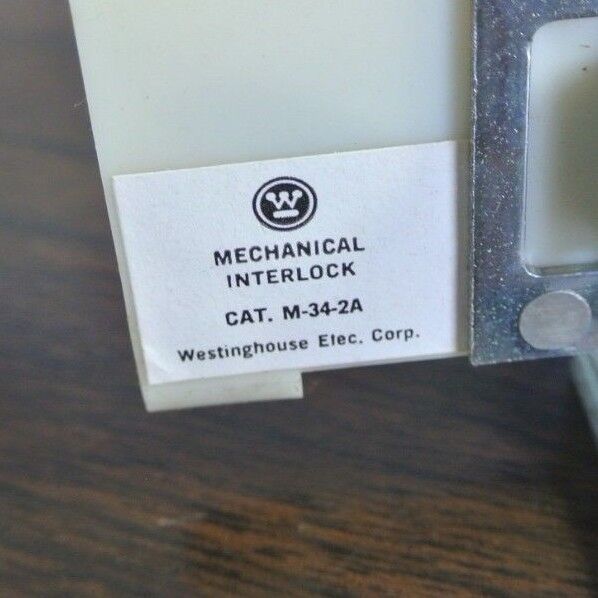 W
MECHANICAL
INTERLOCK
CAT. M-34-2A
Westinghouse Elec. Corp.